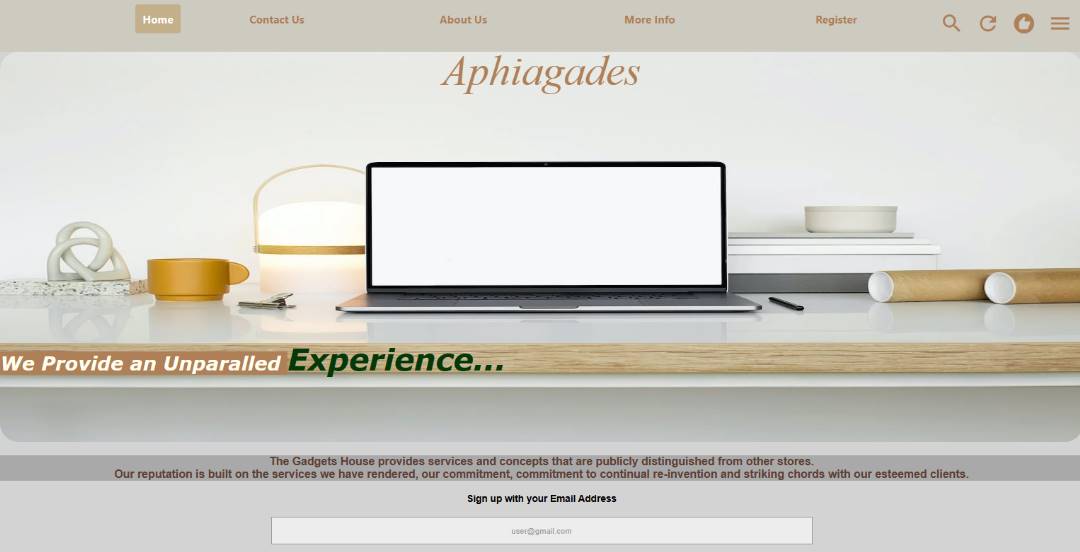 Home Contact Us About Us More Info Register
Aphiagades
We Provide an Unparalled Experience...
The Gadgets House provides services and concepts that are publicly distinguished from other stores.
Our reputation is built on the services we have rendered, our commitment, commitment to continual re-invention and striking chords with our esteemed clients.
Sign up with your Email Address
user@gmail.com